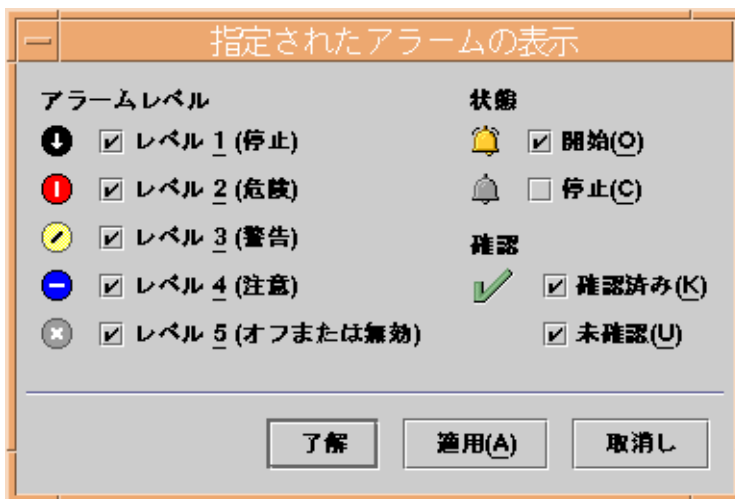 指定されたアラームの表示
アラームレベル
レベル 1 (停止)
レベル 2 (危険)
レベル 3 (警告)
レベル 4 (注意)
レベル 5 (オフまたは無効)
状態
開始(O)
停止(C)
確認
確認済み(K)
未確認(U)
了解
適用(A)
取消し